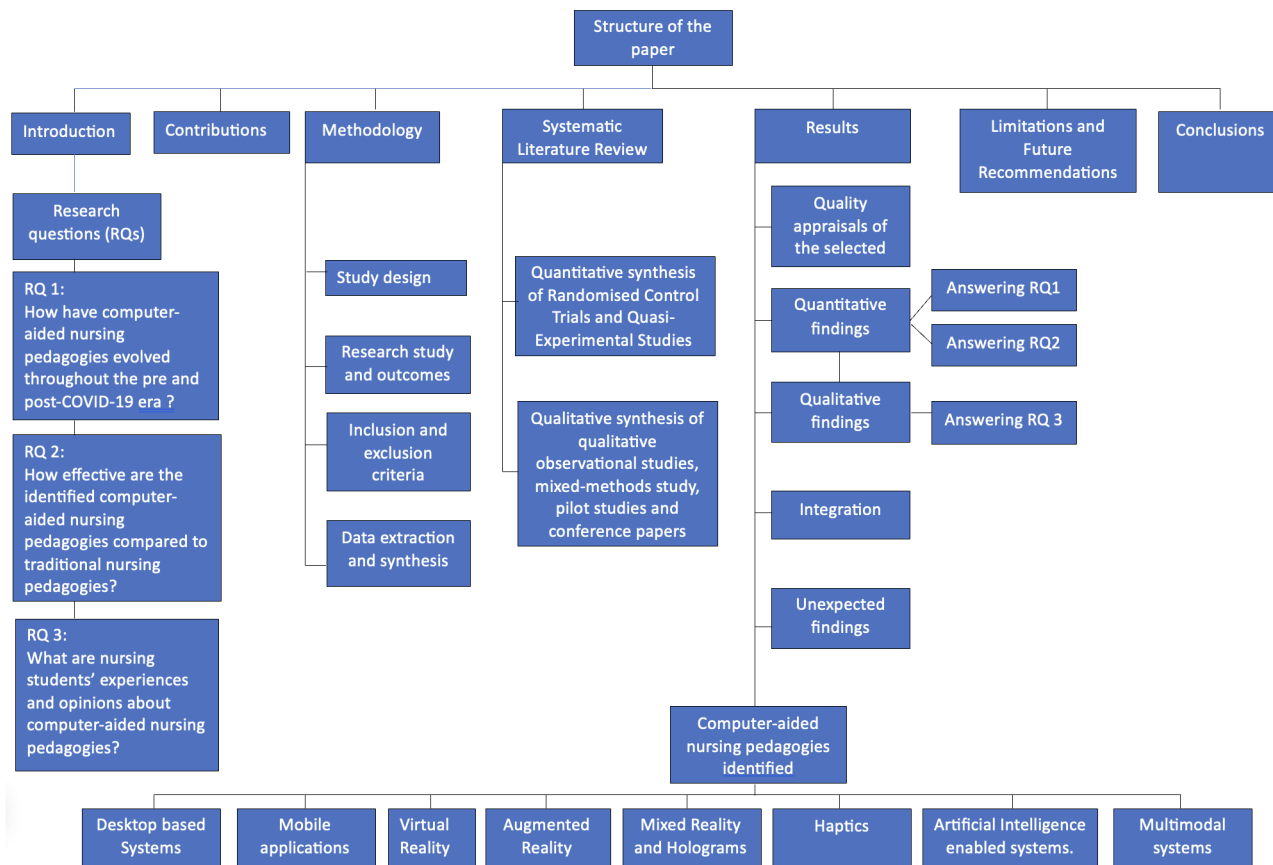 Structure of the
paper
Introduction
Contributions
Methodology
Systematic
Literature Review
Results
Limitations and
Future
Recommendations
Conclusions
Research
questions (RQs)
RQ 1:
How have computer-
aided nursing
pedagogies evolved
throughout the pre and
post-COVID-19 era ?
RQ 2:
How effective are the
identified computer-
aided nursing
pedagogies compared to
traditional nursing
pedagogies?
RQ 3:
What are nursing
students’ experiences
and opinions about
computer-aided nursing
pedagogies?
Study design
Research study
and outcomes
Inclusion and
exclusion
criteria
Data extraction
and synthesis
Quantitative synthesis
of Randomised Control
Trials and Quasi-
Experimental Studies
Qualitative synthesis of
qualitative
observational studies,
mixed-methods study,
pilot studies and
conference papers
Quality
appraisals of
the selected
Quantitative
findings
Answering RQ1
Answering RQ2
Qualitative
findings
Answering RQ 3
Integration
Unexpected
findings
Computer-aided
nursing pedagogies
identified
Desktop based
Systems
Mobile
applications
Virtual
Reality
Augmented
Reality
Mixed Reality
and Holograms
Haptics
Artificial Intelligence
enabled systems.
Multimodal
systems